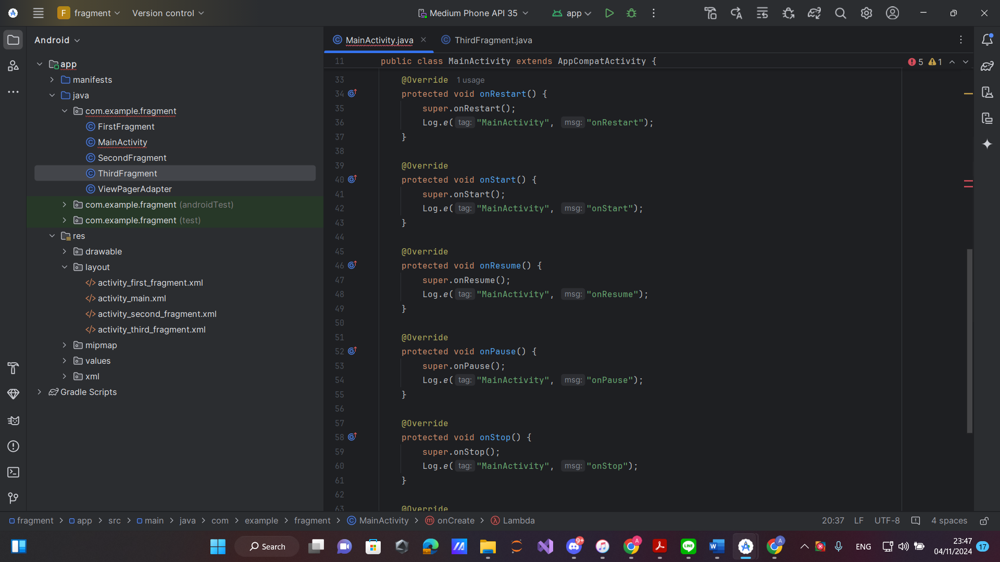 F fragment Version control Medium Phone API 35 app
Android
app
manifests
java
com.example.fragment
FirstFragment
MainActivity
SecondFragment
ThirdFragment
ViewPagerAdapter
com.example.fragment (androidTest)
com.example.fragment (test)
res
drawable
layout
activity_first_fragment.xml
activity_main.xml
activity_second_fragment.xml
activity_third_fragment.xml
mipmap
values
xml
Gradle Scripts
MainActivity.java ThirdFragment.java
11 public class MainActivity extends AppCompatActivity { 5 1
33 @Override 1 usage
34 protected void onRestart() {
35 super.onRestart();
36 Log.e( tag: "MainActivity", msg: "onRestart");
37 }
38
39 @Override
40 protected void onStart() {
41 super.onStart();
42 Log.e( tag: "MainActivity", msg: "onStart");
43 }
44
45 @Override
46 protected void onResume() {
47 super.onResume();
48 Log.e( tag: "MainActivity", msg: "onResume");
49 }
50
51 @Override
52 protected void onPause() {
53 super.onPause();
54 Log.e( tag: "MainActivity", msg: "onPause");
55 }
56
57 @Override
58 protected void onStop() {
59 super.onStop();
60 Log.e( tag: "MainActivity", msg: "onStop");
61 }
62
63 @Override
fragment > app > src > main > java > com > example > fragment > MainActivity > onCreate > Lambda 20:37 LF UTF-8 4 spaces
Search 9+ A LINE W A ENG 23:47
04/11/2024 17